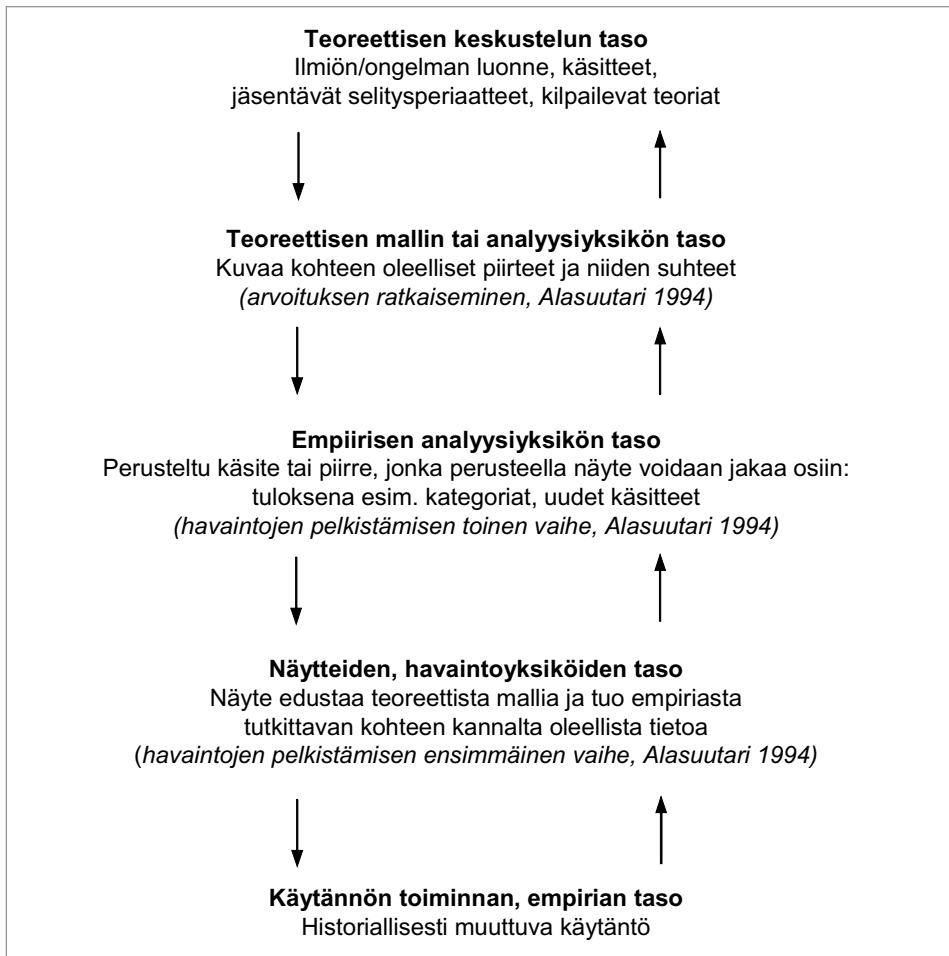 Teoreettisen keskustelun taso
Ilmiön/ongelman luonne, käsitteet,
jäsentävät selitysperiaatteet, kilpailevat teoriat
Teoreettisen mallin tai analyysiyksikön taso
Kuvaa kohteen oleelliset piirteet ja niiden suhteet
(arvoituksen ratkaiseminen, Alasuutari 1994)
Empiirisen analyysiyksikön taso
Perusteltu käsite tai piirre, jonka perusteella näyte voidaan jakaa osiin:
tuloksena esim. kategoriat, uudet käsitteet
(havaintojen pelkistämisen toinen vaihe, Alasuutari 1994)
Näytteiden, havaintoyksiköiden taso
Näyte edustaa teoreettista mallia ja tuo empiriasta
tutkittavan kohteen kannalta oleellista tietoa
(havaintojen pelkistämisen ensimmäinen vaihe, Alasuutari 1994)
Käytännön toiminnan, empirian taso
Historiallisesti muuttuva käytäntö